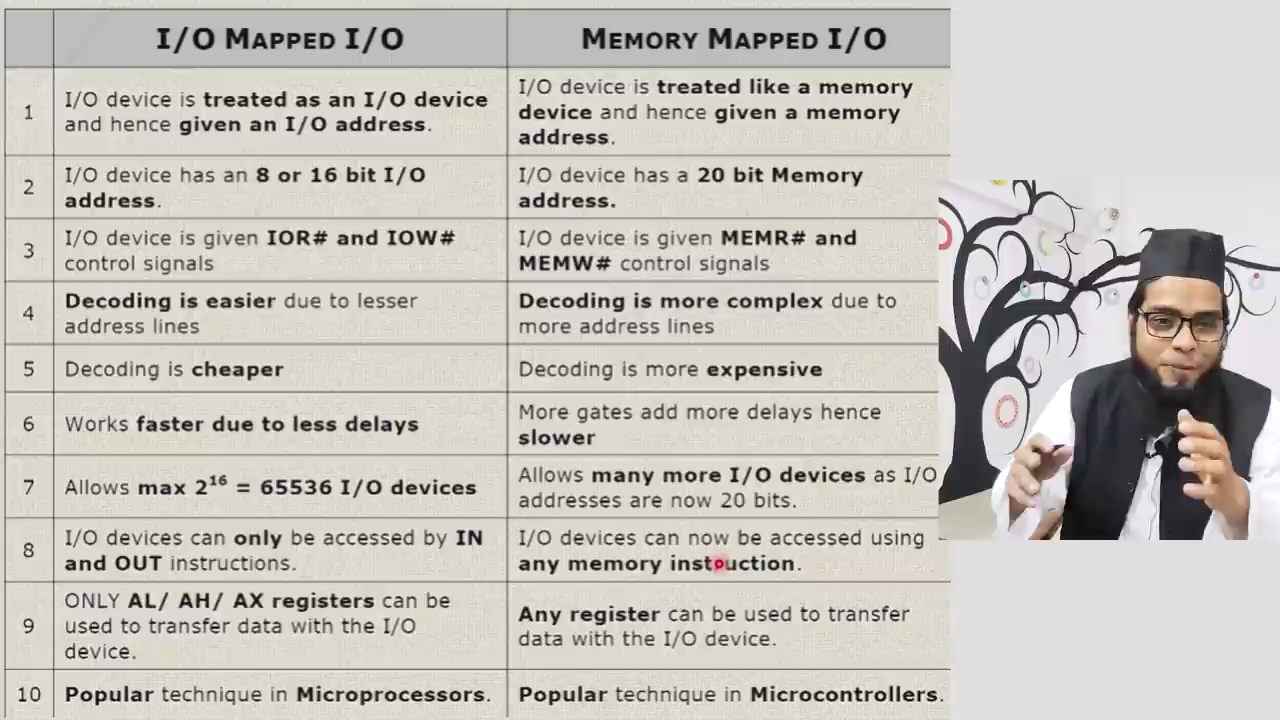 I/O MAPPED I/O
MEMORY MAPPED I/O
1
I/O device is treated as an I/O device
and hence given an I/O address.
I/O device is treated like a memory
device and hence given a memory
address.
2
I/O device has an 8 or 16 bit I/O
address.
I/O device has a 20 bit Memory
address.
3
I/O device is given IOR# and IOW#
control signals
I/O device is given MEMR# and
MEMW# control signals
4
Decoding is easier due to lesser
address lines
Decoding is more complex due to
more address lines
5
Decoding is cheaper
Decoding is more expensive
6
Works faster due to less delays
More gates add more delays hence
slower
7
Allows max 2¹⁶ = 65536 I/O devices
Allows many more I/O devices as I/O
addresses are now 20 bits.
8
I/O devices can only be accessed by IN
and OUT instructions.
I/O devices can now be accessed using
any memory instruction.
9
ONLY AL/ AH/ AX registers can be
used to transfer data with the I/O
device.
Any register can be used to transfer
data with the I/O device.
10
Popular technique in Microprocessors.
Popular technique in Microcontrollers.